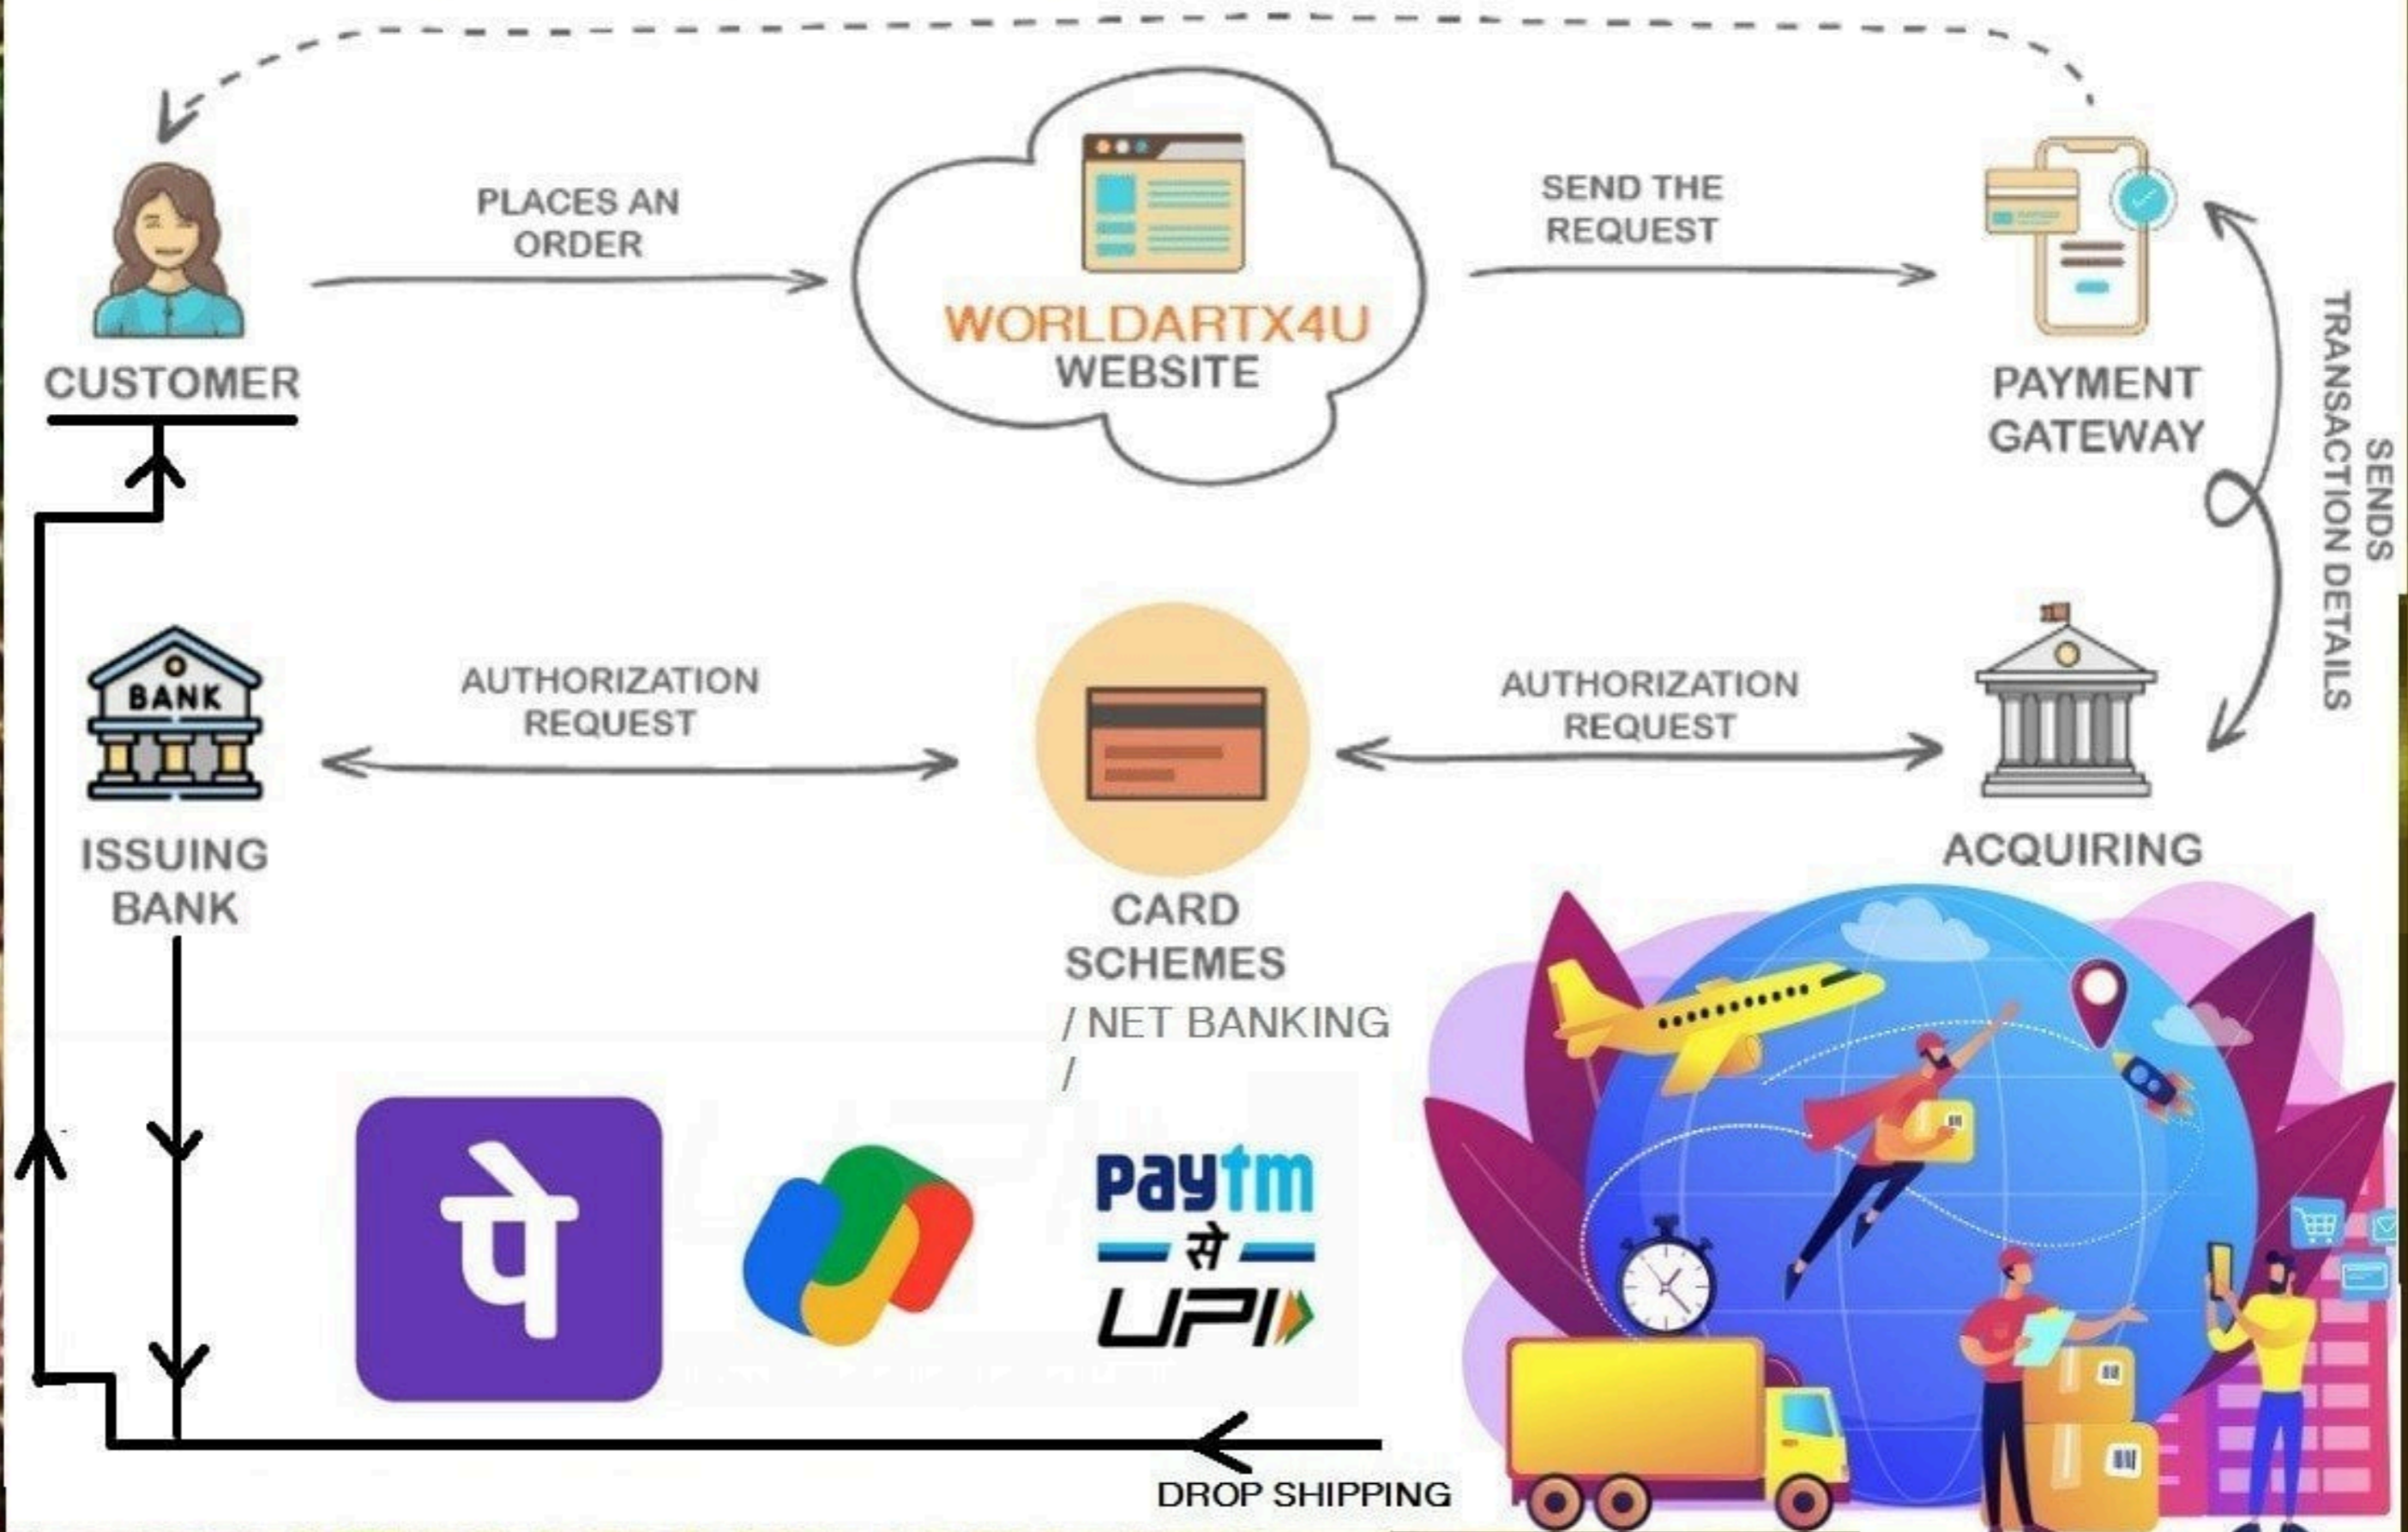 PLACES AN
ORDER
SEND THE
REQUEST
WORLDARTX4U
WEBSITE
CUSTOMER
PAYMENT
GATEWAY
SENDS
TRANSACTION DETAILS
BANK
AUTHORIZATION
REQUEST
AUTHORIZATION
REQUEST
ISSUING
BANK
ACQUIRING
CARD
SCHEMES
/ NET BANKING
/
पे
paytm
से
UPI
DROP SHIPPING